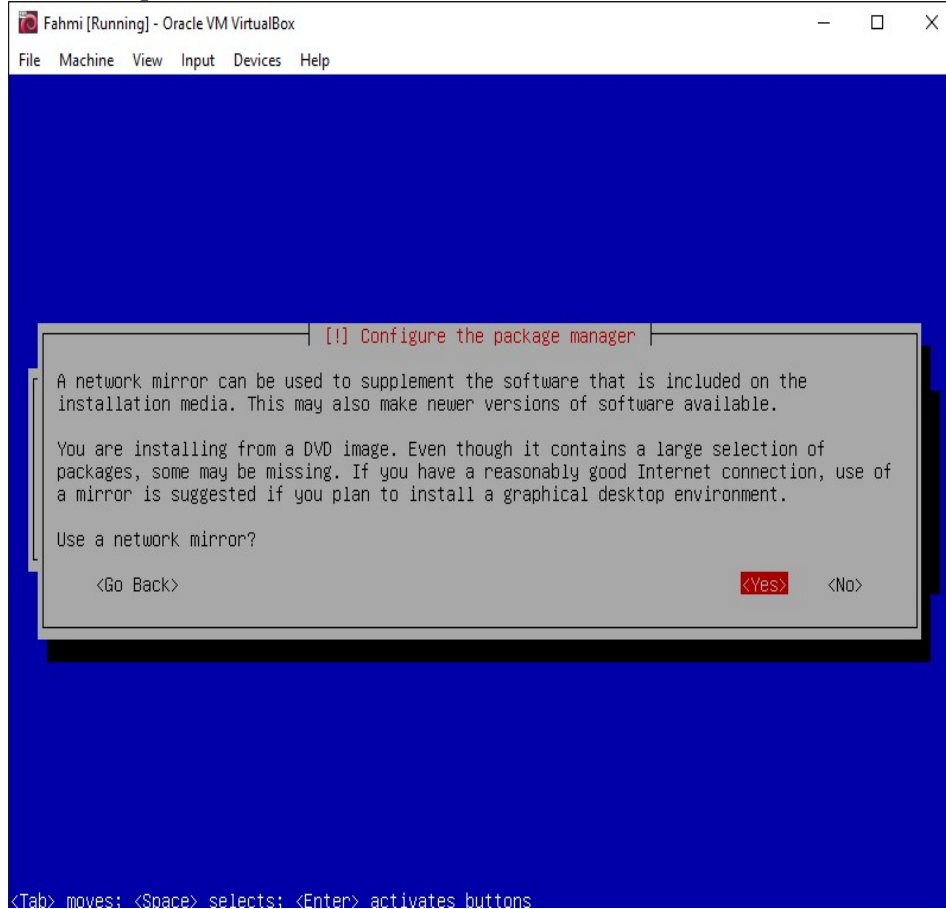 Fahmi [Running] - Oracle VM VirtualBox
File Machine View Input Devices Help
[!] Configure the package manager
A network mirror can be used to supplement the software that is included on the
installation media. This may also make newer versions of software available.
You are installing from a DVD image. Even though it contains a large selection of
packages, some may be missing. If you have a reasonably good Internet connection, use of
a mirror is suggested if you plan to install a graphical desktop environment.
Use a network mirror?
<Go Back> <Yes> <No>
<Tab> moves; <Space> selects; <Enter> activates buttons